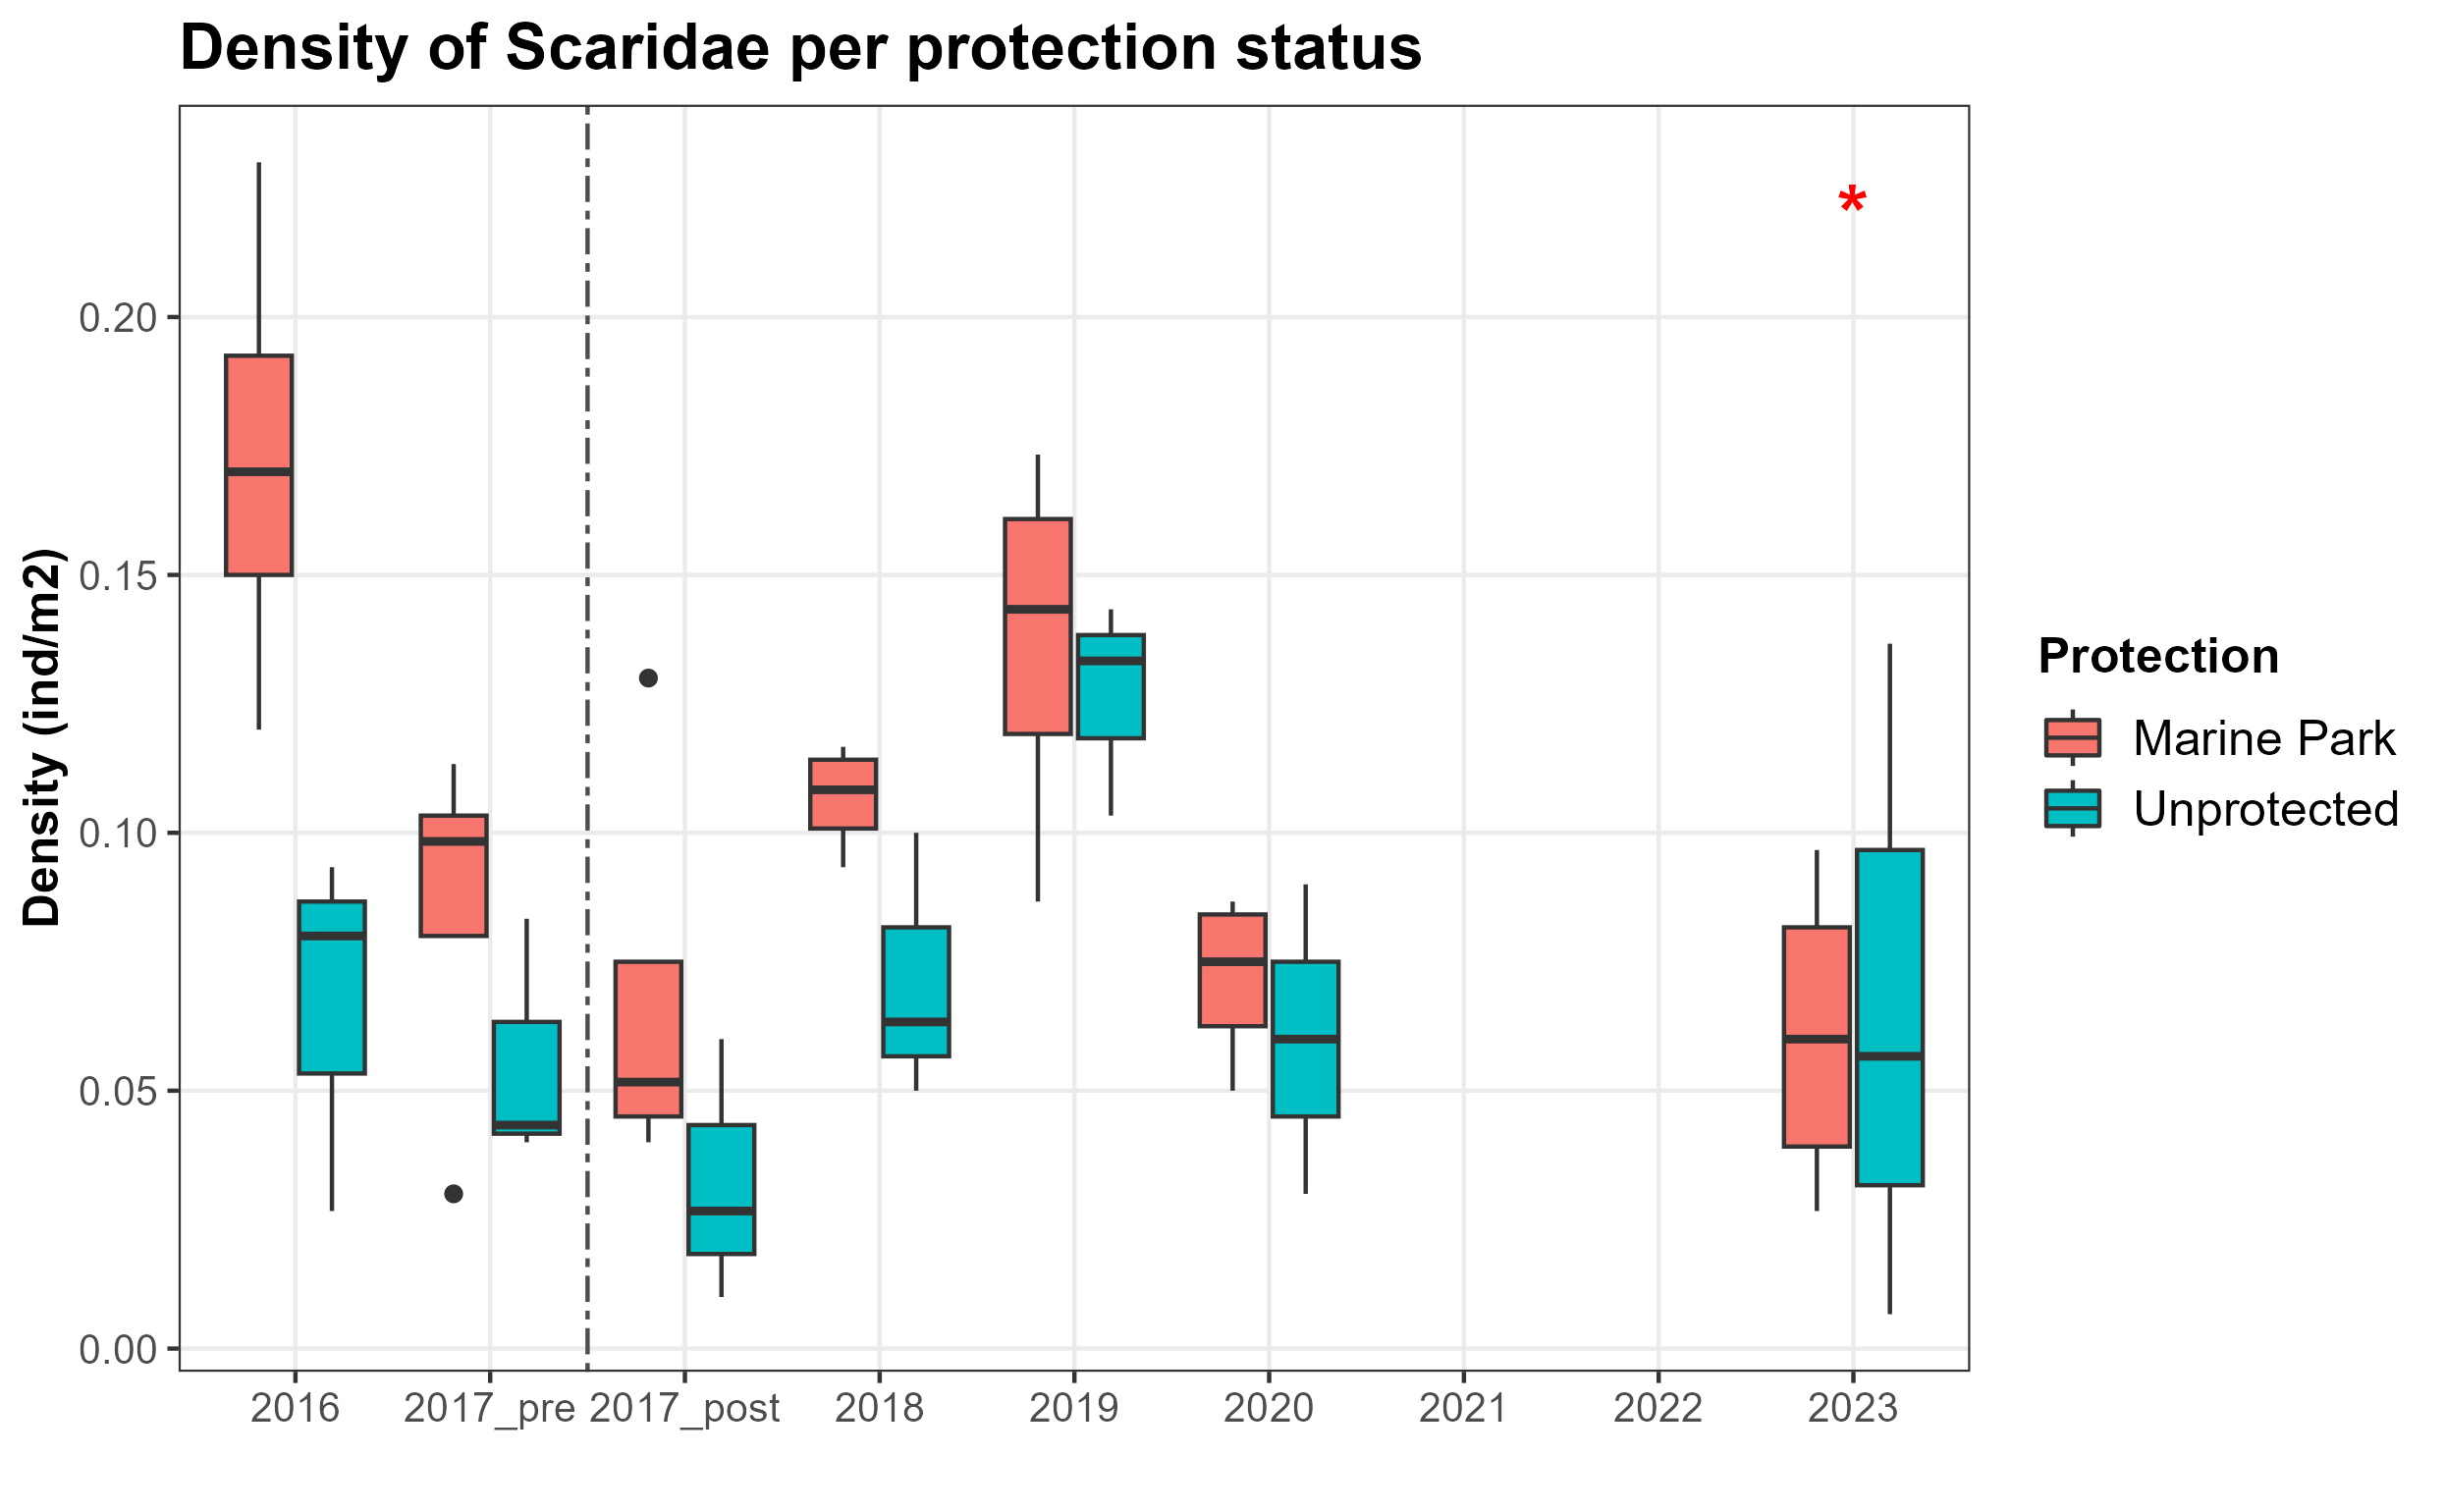 Density of Scaridae per protection status
*
Density (ind/m2)
0.20
0.15
0.10
0.05
0.00
2016 2017_pre 2017_post 2018 2019 2020 2021 2022 2023
Protection
Marine Park
Unprotected